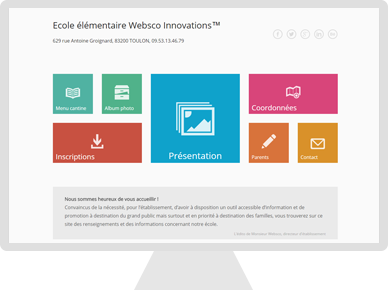 Ecole élémentaire Websco Innovations™
629 rue Antoine Groignard, 83200 TOULON, 09.53.13.46.79
Menu cantine
Album photo
Coordonnées
Inscriptions
Présentation
Parents
Contact
Nous sommes heureux de vous accueillir !
Convaincus de la nécessité, pour l'établissement, d'avoir à disposition un outil accessible d'information et de
promotion à destination du grand public mais surtout et en priorité à destination des familles, vous trouverez sur ce
site des renseignements et des informations concernant notre école.